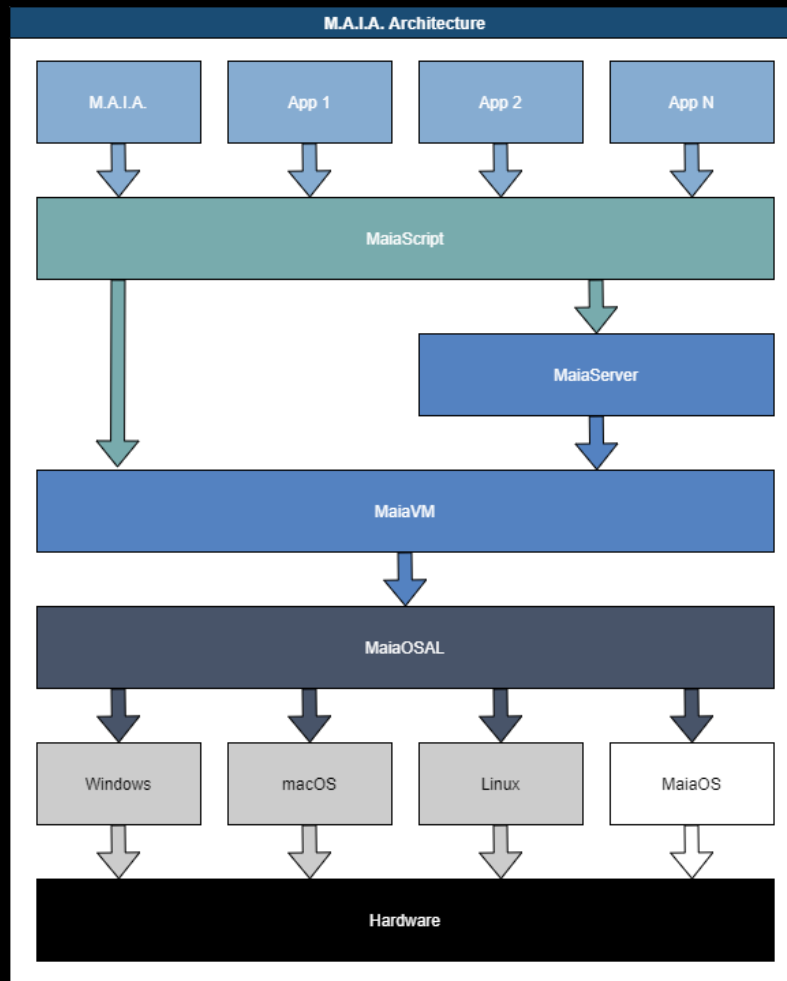 M.A.I.A. Architecture
M.A.I.A.
App 1
App 2
App N
MaiaScript
MaiaServer
MaiaVM
MaiaOSAL
Windows
macOS
Linux
MaiaOS
Hardware